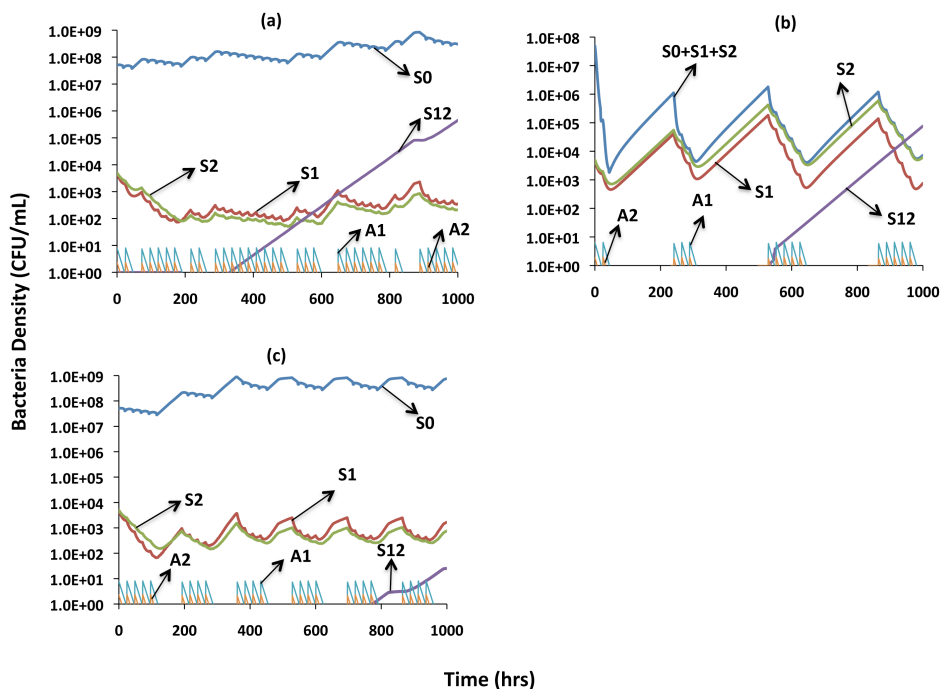 (a)
1.0E+09
1.0E+08
1.0E+07
1.0E+06
1.0E+05
1.0E+04
1.0E+03
1.0E+02
1.0E+01
1.0E+00
0 200 400 600 800 1000
S0
S12
S2
S1
A1
A2
(b)
1.0E+08
1.0E+07
1.0E+06
1.0E+05
1.0E+04
1.0E+03
1.0E+02
1.0E+01
1.0E+00
0 200 400 600 800 1000
S0+S1+S2
S2
A2
A1
S1
S12
(c)
1.0E+09
1.0E+08
1.0E+07
1.0E+06
1.0E+05
1.0E+04
1.0E+03
1.0E+02
1.0E+01
1.0E+00
0 200 400 600 800 1000
S0
S2
S1
A2
A1
S12
Bacteria Density (CFU/mL)
Time (hrs)